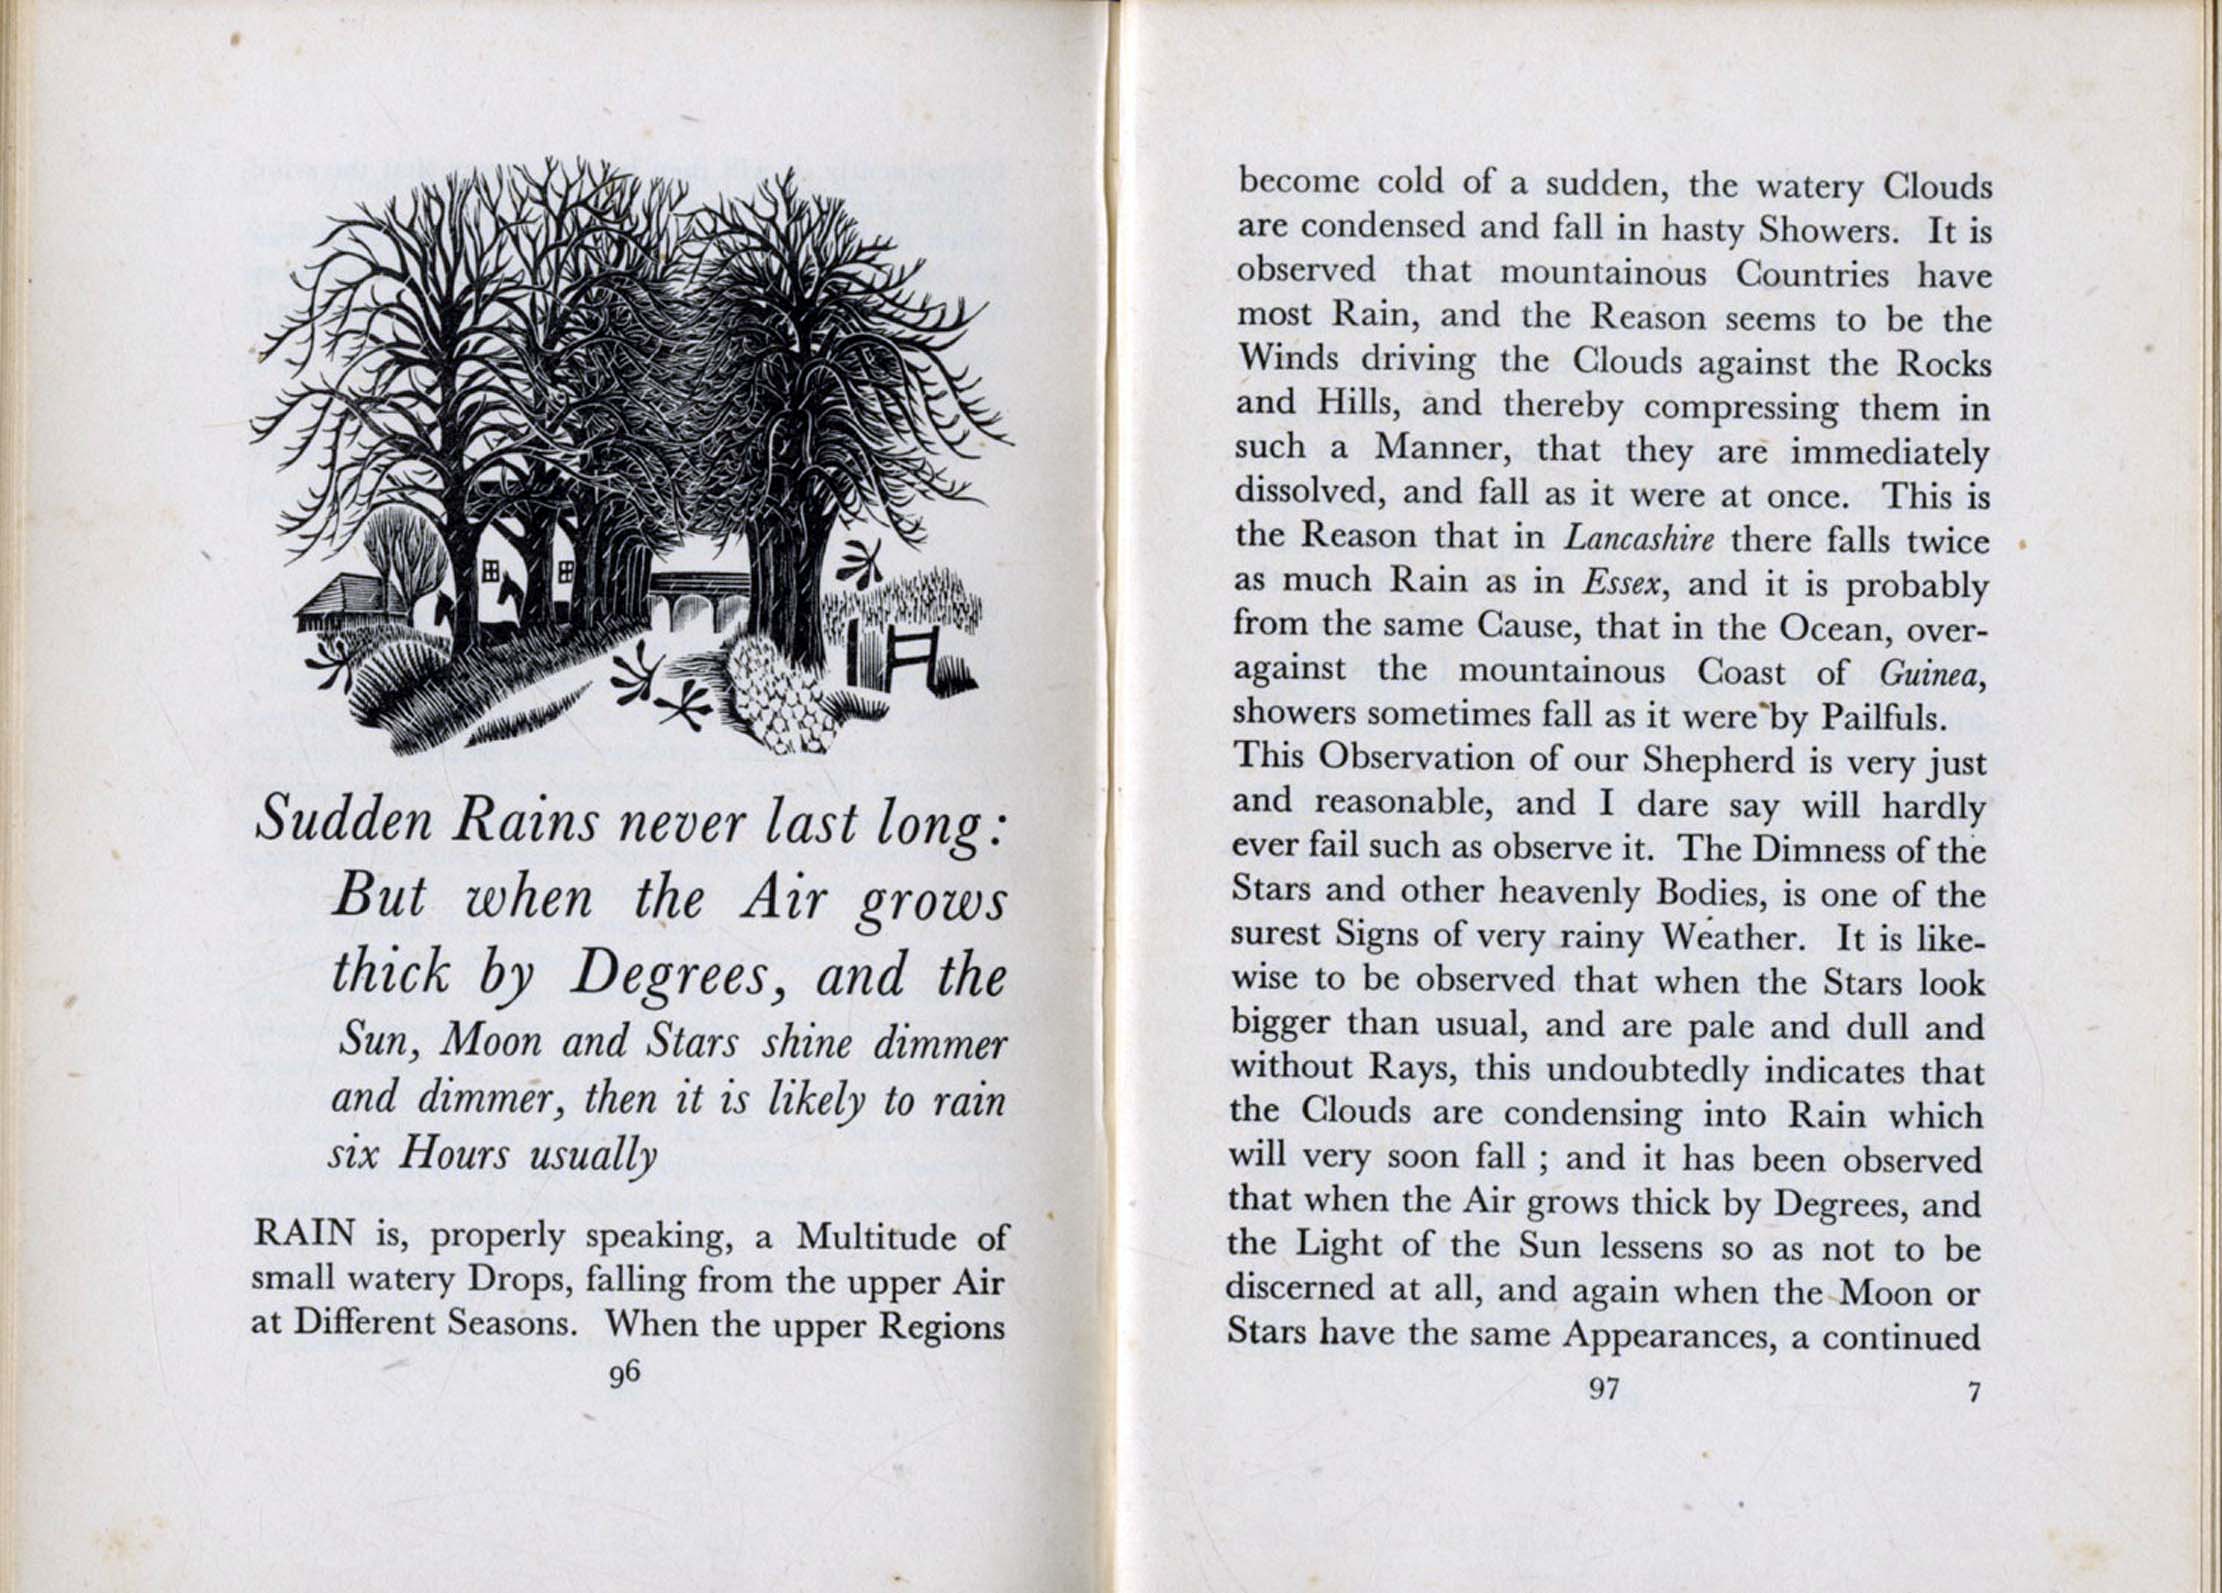 Sudden Rains never last long:
But when the Air grows
thick by Degrees, and the
Sun, Moon and Stars shine dimmer
and dimmer, then it is likely to rain
six Hours usually
RAIN is, properly speaking, a Multitude of
small watery Drops, falling from the upper Air
at Different Seasons. When the upper Regions
96
become cold of a sudden, the watery Clouds
are condensed and fall in hasty Showers. It is
observed that mountainous Countries have
most Rain, and the Reason seems to be the
Winds driving the Clouds against the Rocks
and Hills, and thereby compressing them in
such a Manner, that they are immediately
dissolved, and fall as it were at once. This is
the Reason that in Lancashire there falls twice
as much Rain as in Essex, and it is probably
from the same Cause, that in the Ocean, over-
against the mountainous Coast of Guinea,
showers sometimes fall as it were by Pailfuls.
This Observation of our Shepherd is very just
and reasonable, and I dare say will hardly
ever fail such as observe it. The Dimness of the
Stars and other heavenly Bodies, is one of the
surest Signs of very rainy Weather. It is like-
wise to be observed that when the Stars look
bigger than usual, and are pale and dull and
without Rays, this undoubtedly indicates that
the Clouds are condensing into Rain which
will very soon fall ; and it has been observed
that when the Air grows thick by Degrees, and
the Light of the Sun lessens so as not to be
discerned at all, and again when the Moon or
Stars have the same Appearances, a continued
97 7